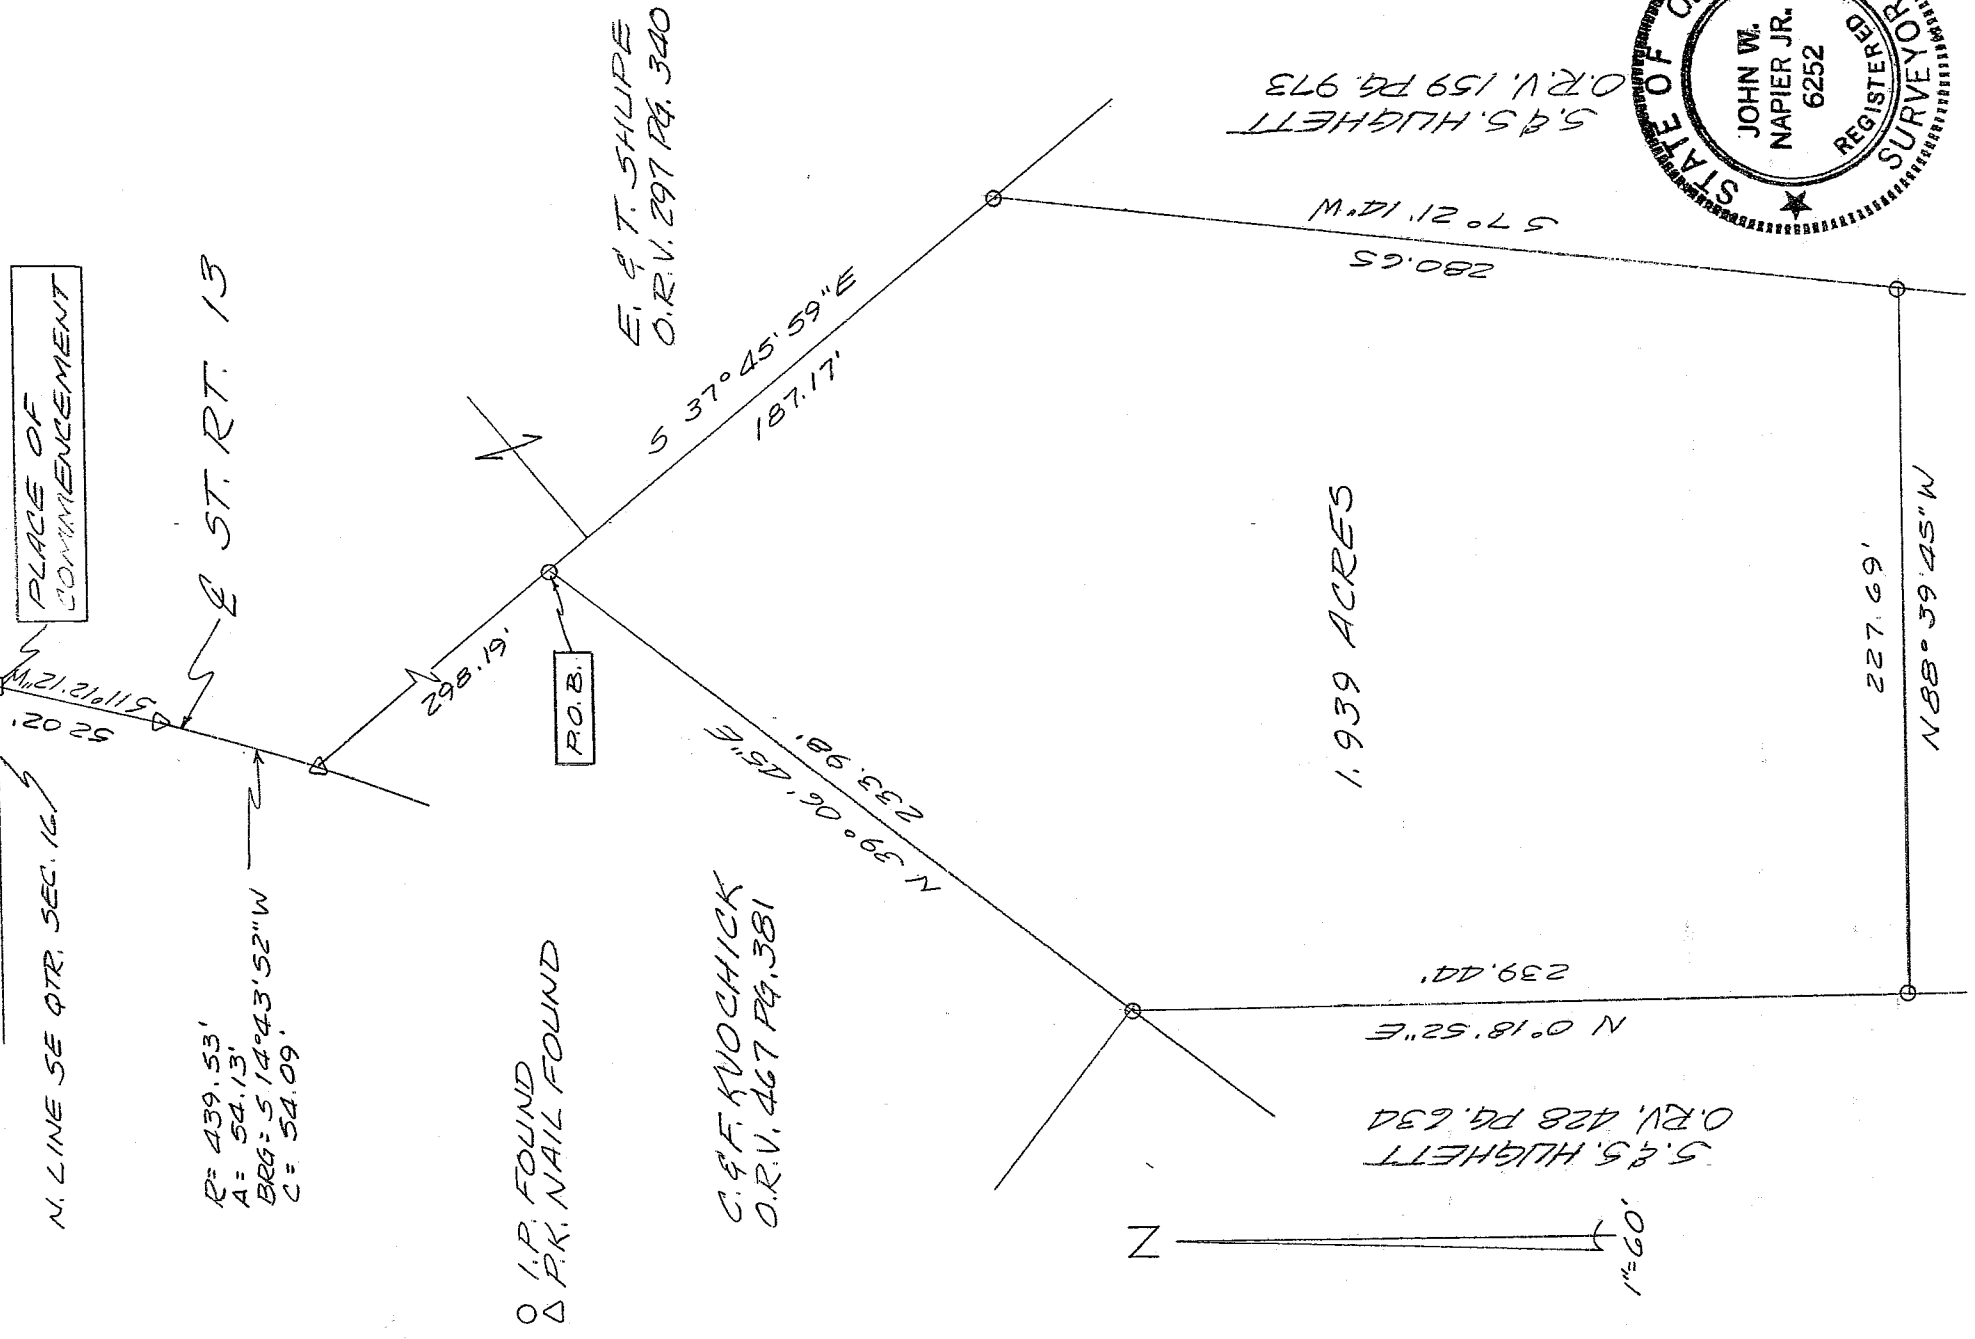 PLACE OF
COMMENCEMENT
52.02'
S11°12'12"W
N. LINE SE QTR. SEC. 16
℄ ST. RT. 13
R= 439.53'
A= 54.13'
BRG= S 14°43'52"W
C= 54.09'
298.19'
P.O.B.
E. & T. SHUPE
O.R.V. 297 PG. 340
S 37° 45' 59"E
187.17'
O I.P. FOUND
Δ P.K. NAIL FOUND
C. & F. KVOCHICK
O.R.V. 467 PG. 381
N 39° 06' 45"E
233.98'
S. & S. HUGHETT
O.R.V. 159 PG. 973
S 7° 21' 14"W
280.65
1.939 ACRES
239.44'
N 0°18'52"E
S. & S. HUGHETT
O.R.V. 428 PG. 634
227.69'
N 88° 39' 45" W
N
1"=60'
STATE OF
JOHN W.
NAPIER JR.
6252
REGISTERED
SURVEYOR